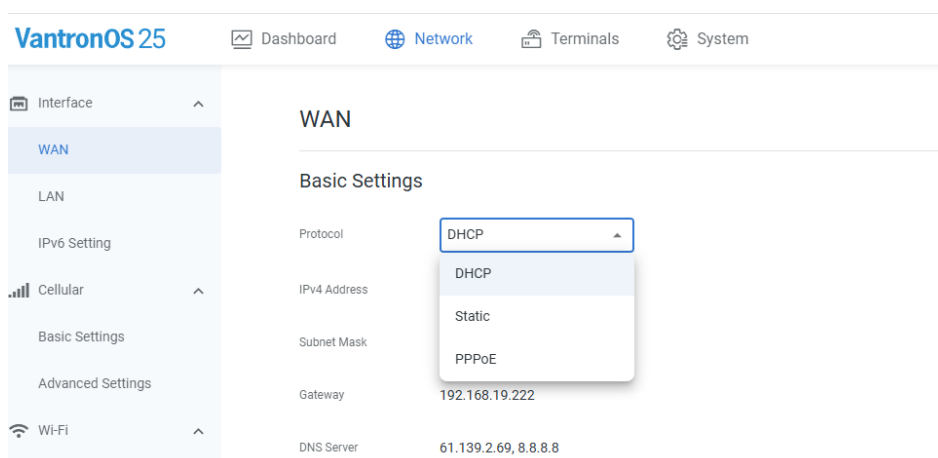 VantronOS 25 Dashboard Network Terminals System
Interface
WAN
LAN
IPv6 Setting
Cellular
Basic Settings
Advanced Settings
Wi-Fi
WAN
Basic Settings
Protocol DHCP
DHCP
Static
PPPoE
IPv4 Address
Subnet Mask
Gateway 192.168.19.222
DNS Server 61.139.2.69, 8.8.8.8